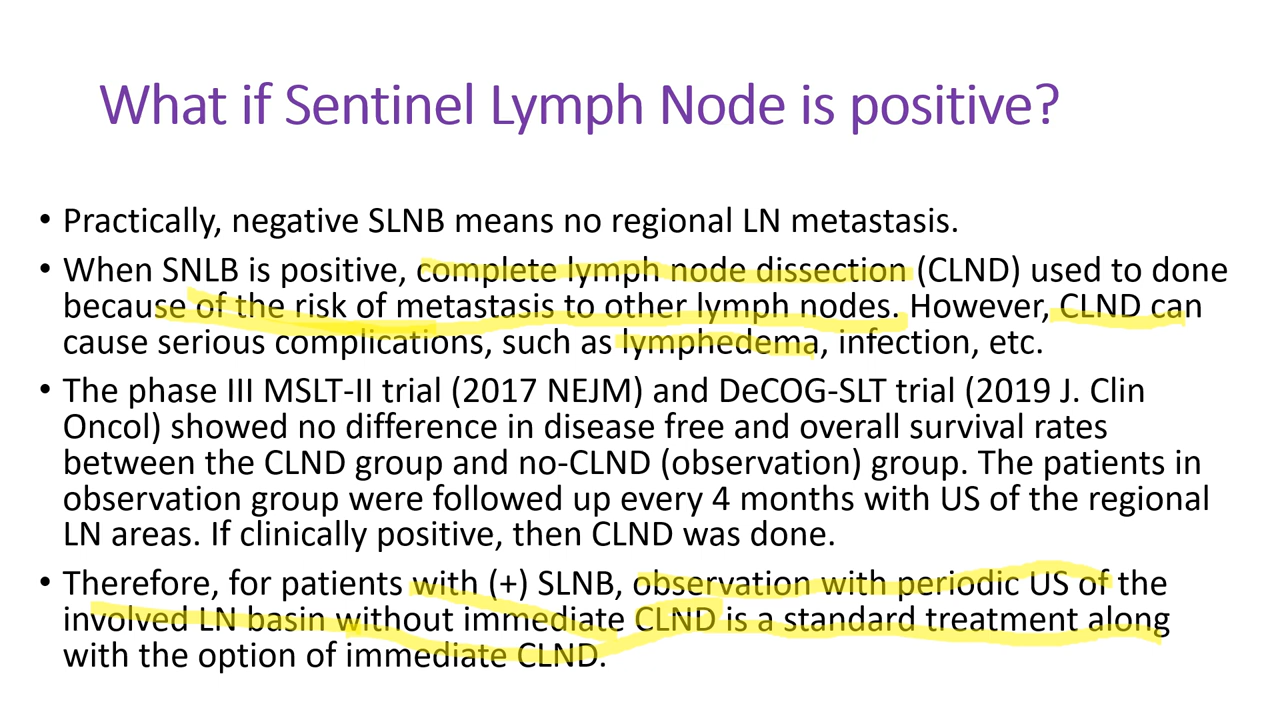 What if Sentinel Lymph Node is positive?
• Practically, negative SLNB means no regional LN metastasis.
• When SNLB is positive, complete lymph node dissection (CLND) used to done
because of the risk of metastasis to other lymph nodes. However, CLND can
cause serious complications, such as lymphedema, infection, etc.
• The phase III MSLT-II trial (2017 NEJM) and DeCOG-SLT trial (2019 J. Clin
Oncol) showed no difference in disease free and overall survival rates
between the CLND group and no-CLND (observation) group. The patients in
observation group were followed up every 4 months with US of the regional
LN areas. If clinically positive, then CLND was done.
• Therefore, for patients with (+) SLNB, observation with periodic US of the
involved LN basin without immediate CLND is a standard treatment along
with the option of immediate CLND.